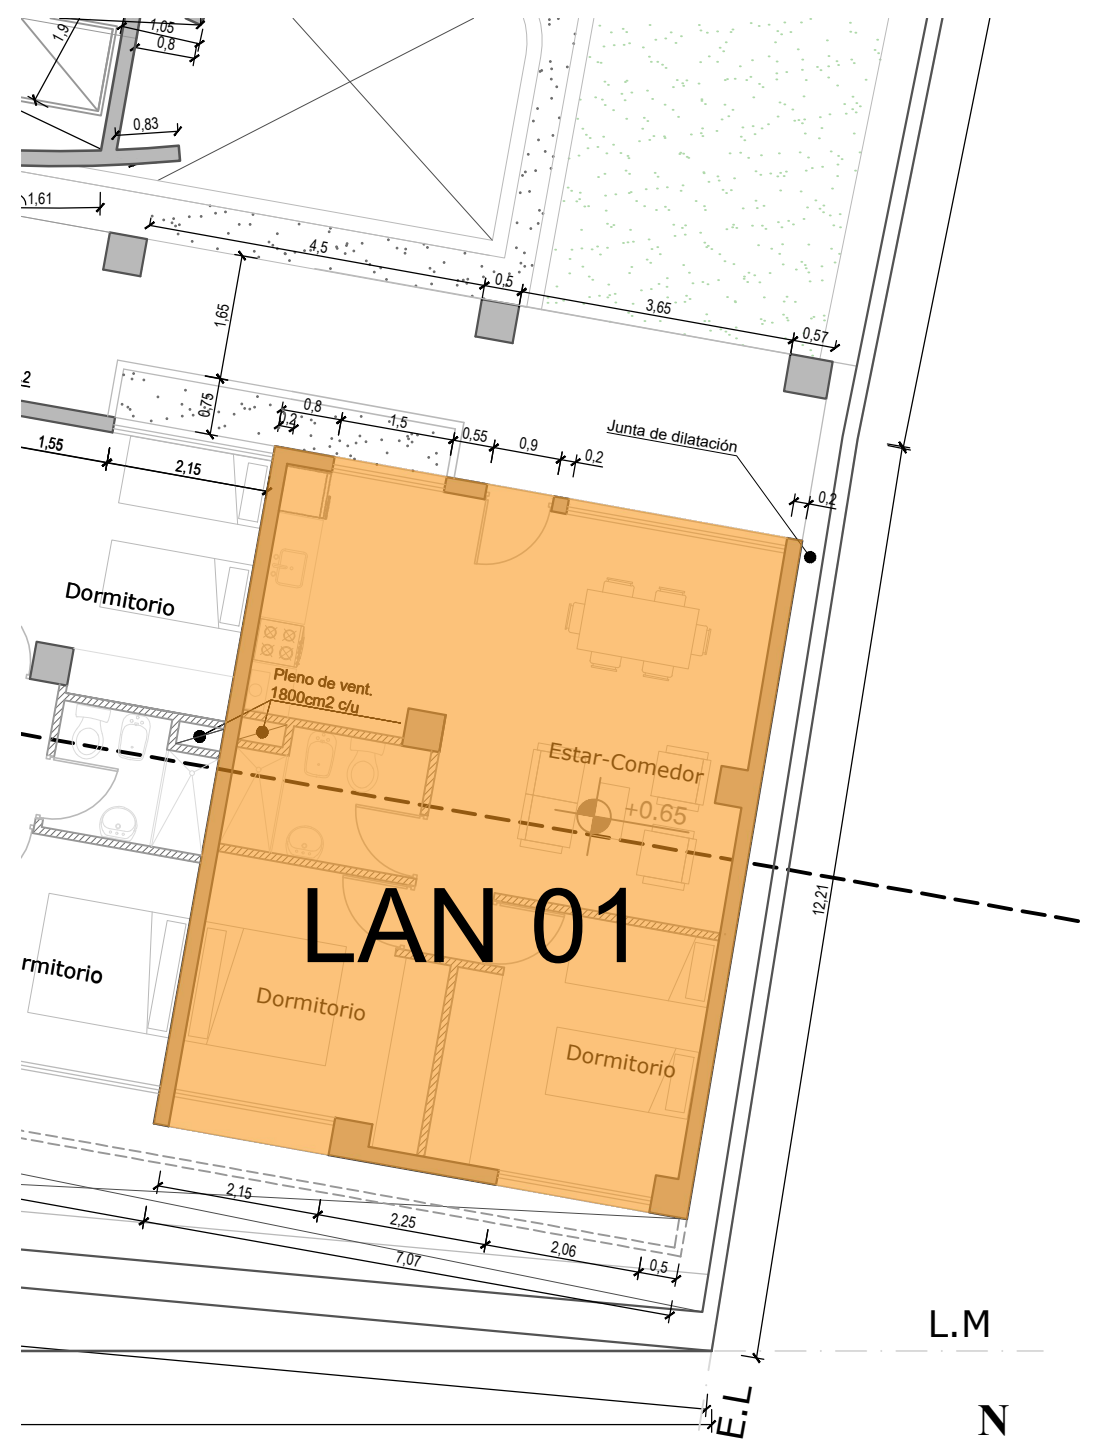 1,05
0,8
1,9
0,83
1,61
4,5
0,5
3,65
0,57
1,65
0,75
0,8
0,2
1,5
0,55
0,9
0,2
Junta de dilatación
2
1,55
2,15
0,2
Dormitorio
Pleno de vent.
1800cm2 c/u
Estar-Comedor
+0.65
12,21
LAN 01
rmitorio
Dormitorio
Dormitorio
2,15
2,25
2,06
0,5
7,07
L.M
E.L
N